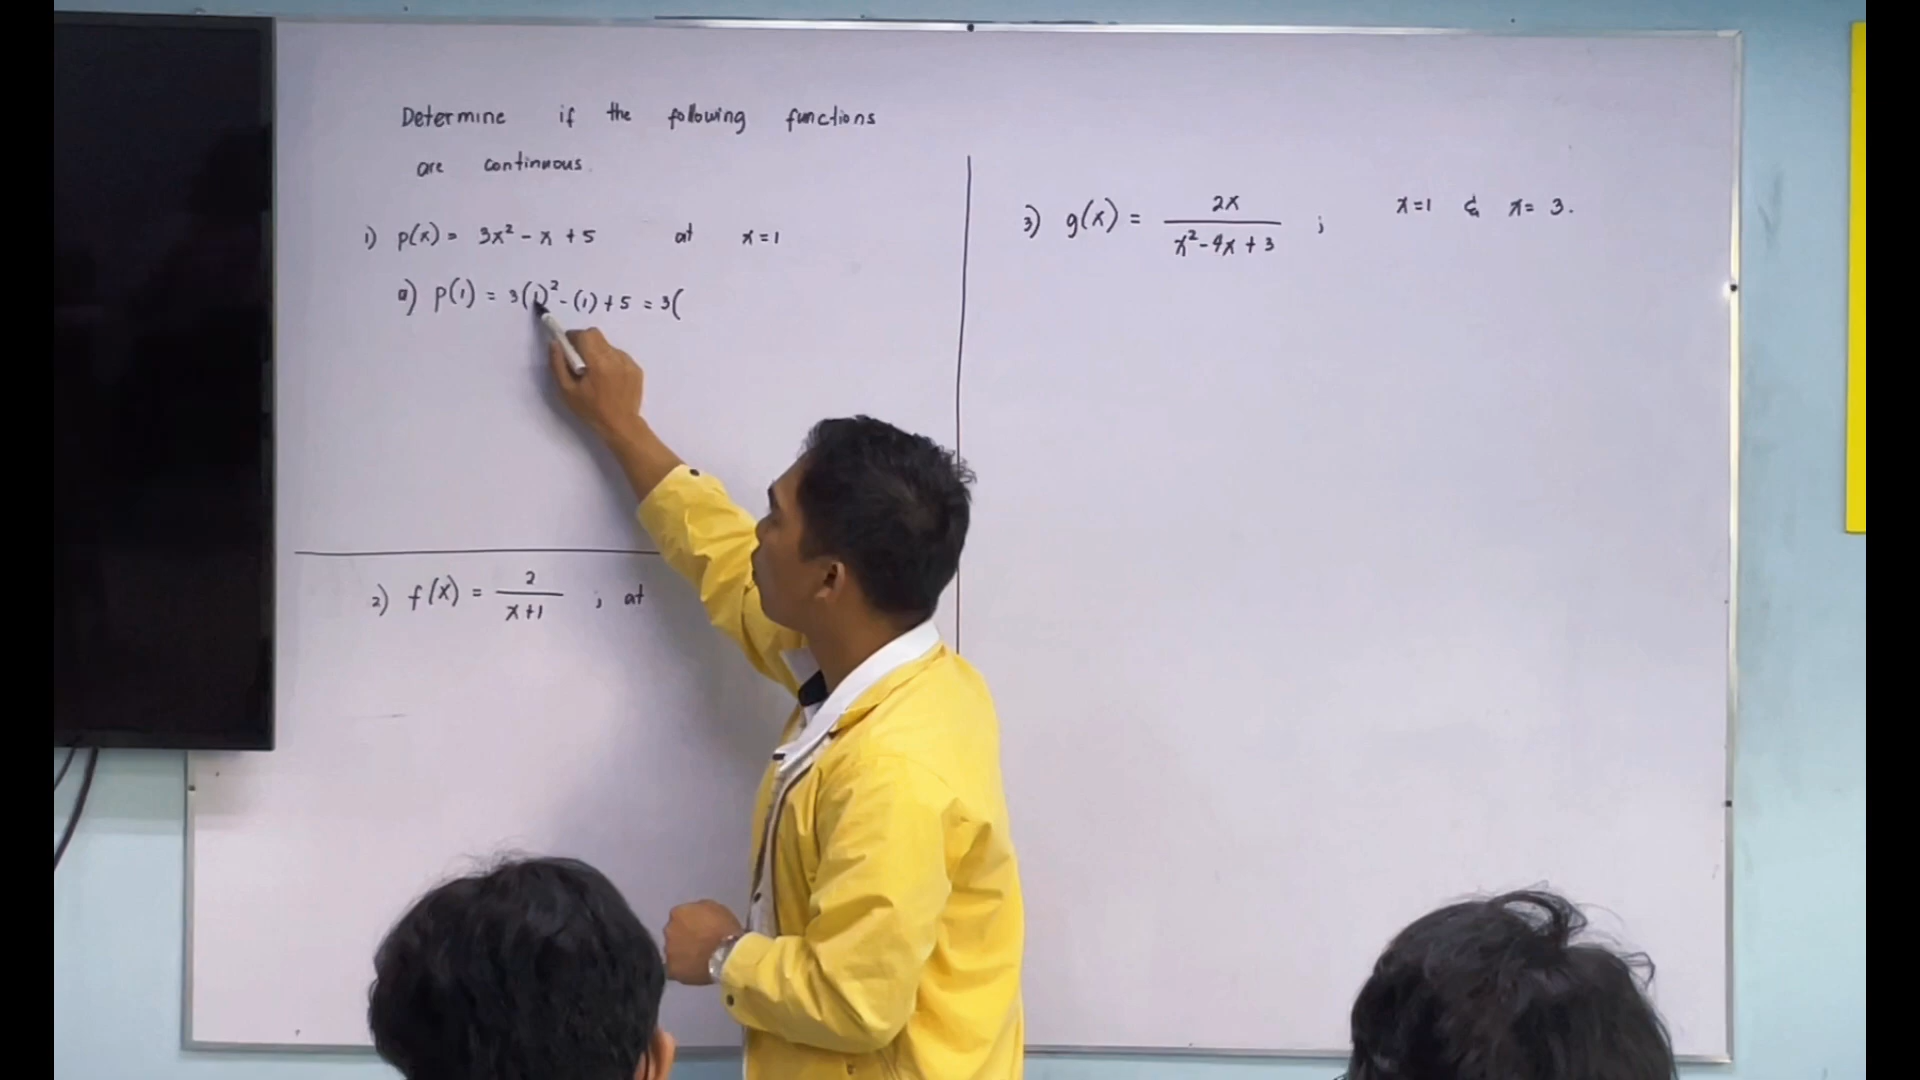 Determine if the following functions
are continuous.
1) p(x) = 3x² - x + 5 at x = 1
a) p(1) = 3(1)² - (1) + 5 = 3(
2) f(x) = 2/(x+1) ; at
3) g(x) = 2x/(x² - 4x + 3) ; x = 1 & x = 3.